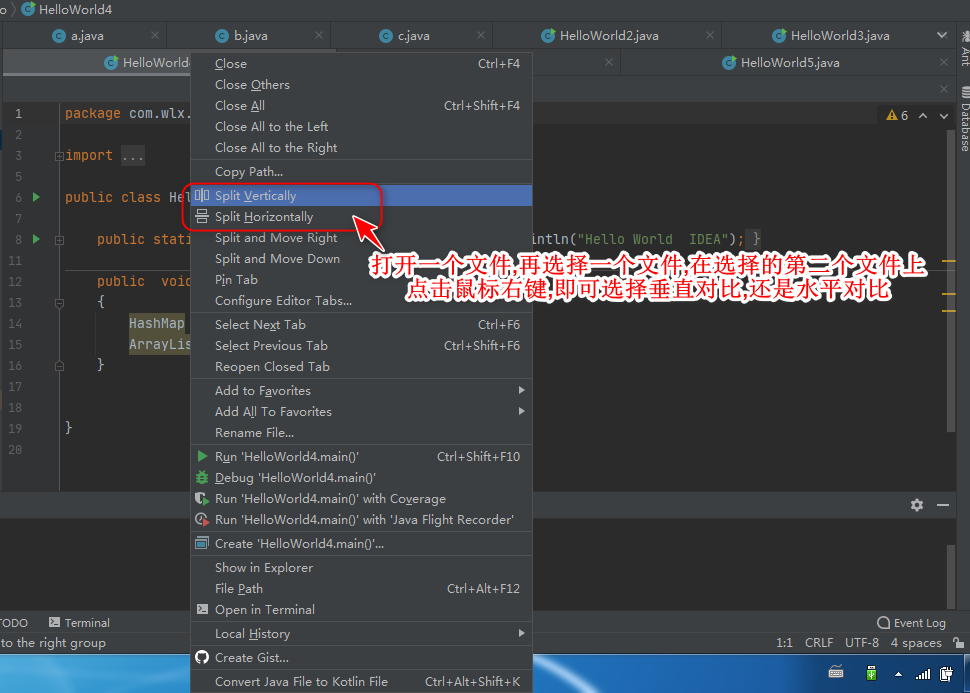 HelloWorld4
a.java
b.java
c.java
HelloWorld2.java
HelloWorld3.java
HelloWorld
HelloWorld5.java
Ant
Database
6
Close Ctrl+F4
Close Others
Close All Ctrl+Shift+F4
Close All to the Left
Close All to the Right
Copy Path...
Split Vertically
Split Horizontally
Split and Move Right
Split and Move Down
Pin Tab
Configure Editor Tabs...
Select Next Tab Ctrl+F6
Select Previous Tab Ctrl+Shift+F6
Reopen Closed Tab
Add to Favorites
Add All To Favorites
Rename File...
Run 'HelloWorld4.main()' Ctrl+Shift+F10
Debug 'HelloWorld4.main()'
Run 'HelloWorld4.main()' with Coverage
Run 'HelloWorld4.main()' with 'Java Flight Recorder'
Create 'HelloWorld4.main()'...
Show in Explorer
File Path Ctrl+Alt+F12
Open in Terminal
Local History
Create Gist...
Convert Java File to Kotlin File Ctrl+Alt+Shift+K
1 package com.wlx.
2
3 import ...
5
6 public class Hel
7
8 public stati intln("Hello World IDEA"); }
11
12 public void
13 {
14 HashMap
15 ArrayLis
16 }
17
18
19 }
20
打开一个文件,再选择一个文件,在选择的第二个文件上
点击鼠标右键,即可选择垂直对比,还是水平对比
TODO
Terminal
Event Log
to the right group
1:1 CRLF UTF-8 4 spaces